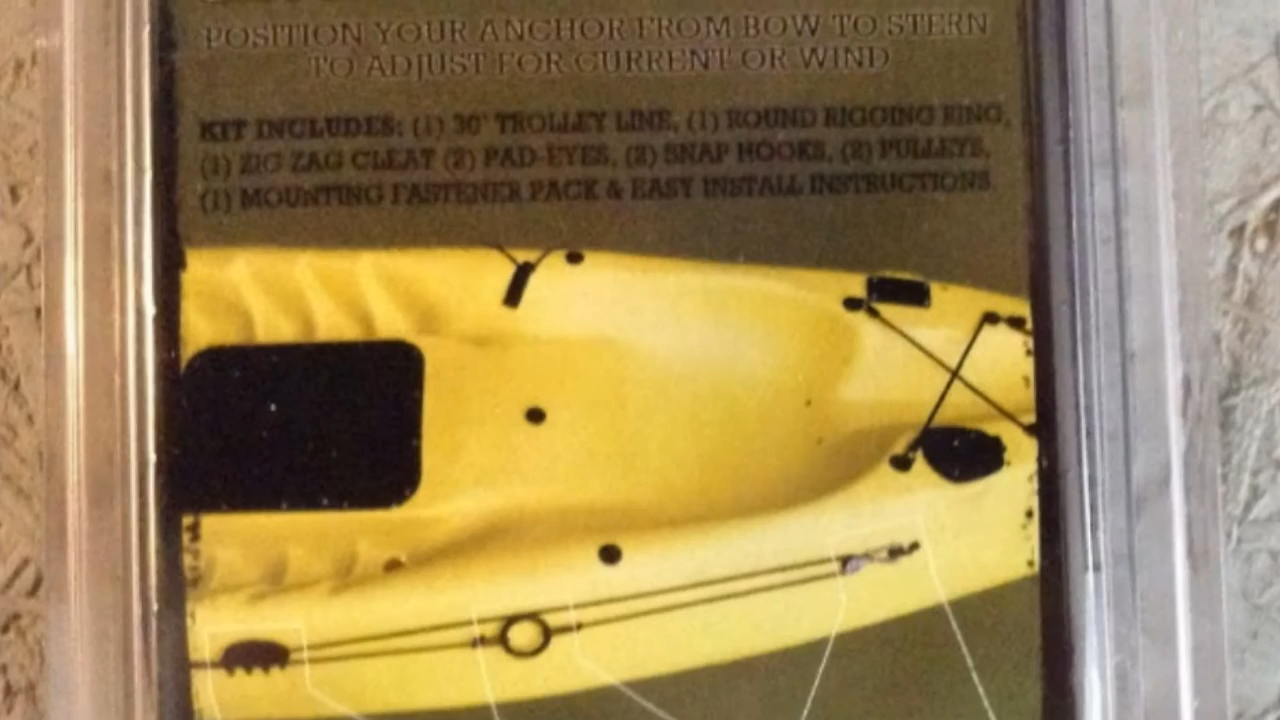 POSITION YOUR ANCHOR FROM BOW TO STERN
TO ADJUST FOR CURRENT OR WIND
KIT INCLUDES: (1) 30' TROLLEY LINE, (1) ROUND RIGGING RING,
(1) ZIG ZAG CLEAT (2) PAD-EYES, (2) SNAP HOOKS, (2) PULLEYS,
(1) MOUNTING FASTENER PACK & EASY INSTALL INSTRUCTIONS